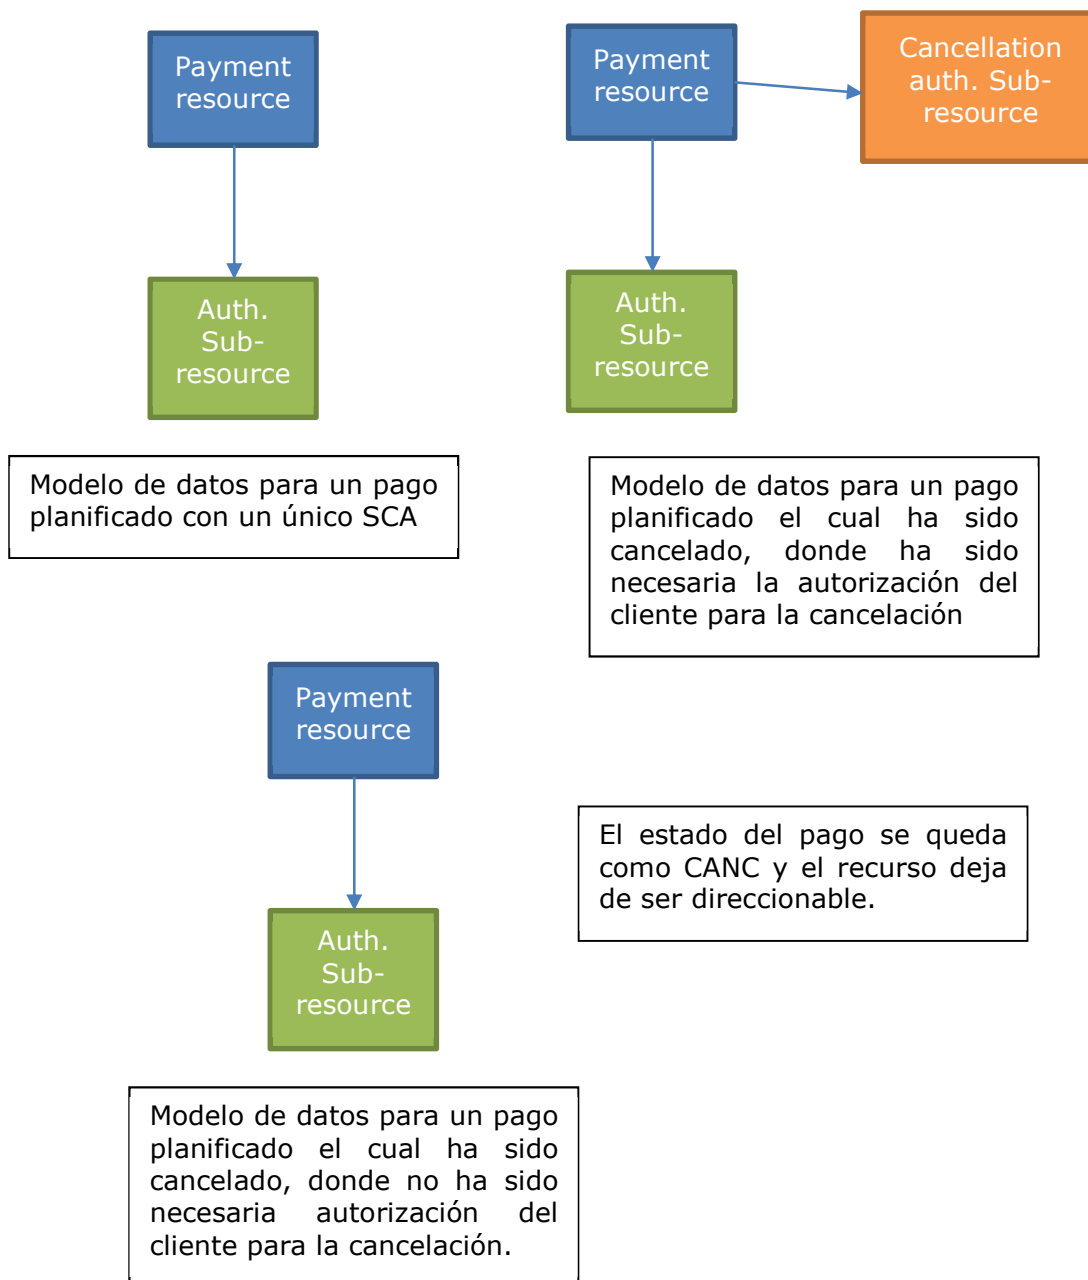 Payment
resource
Auth.
Sub-
resource
Modelo de datos para un pago
planificado con un único SCA
Payment
resource
Cancellation
auth. Sub-
resource
Auth.
Sub-
resource
Modelo de datos para un pago
planificado el cual ha sido
cancelado, donde ha sido
necesaria la autorización del
cliente para la cancelación
Payment
resource
Auth.
Sub-
resource
El estado del pago se queda
como CANC y el recurso deja
de ser direccionable.
Modelo de datos para un pago
planificado el cual ha sido
cancelado, donde no ha sido
necesaria autorización del
cliente para la cancelación.